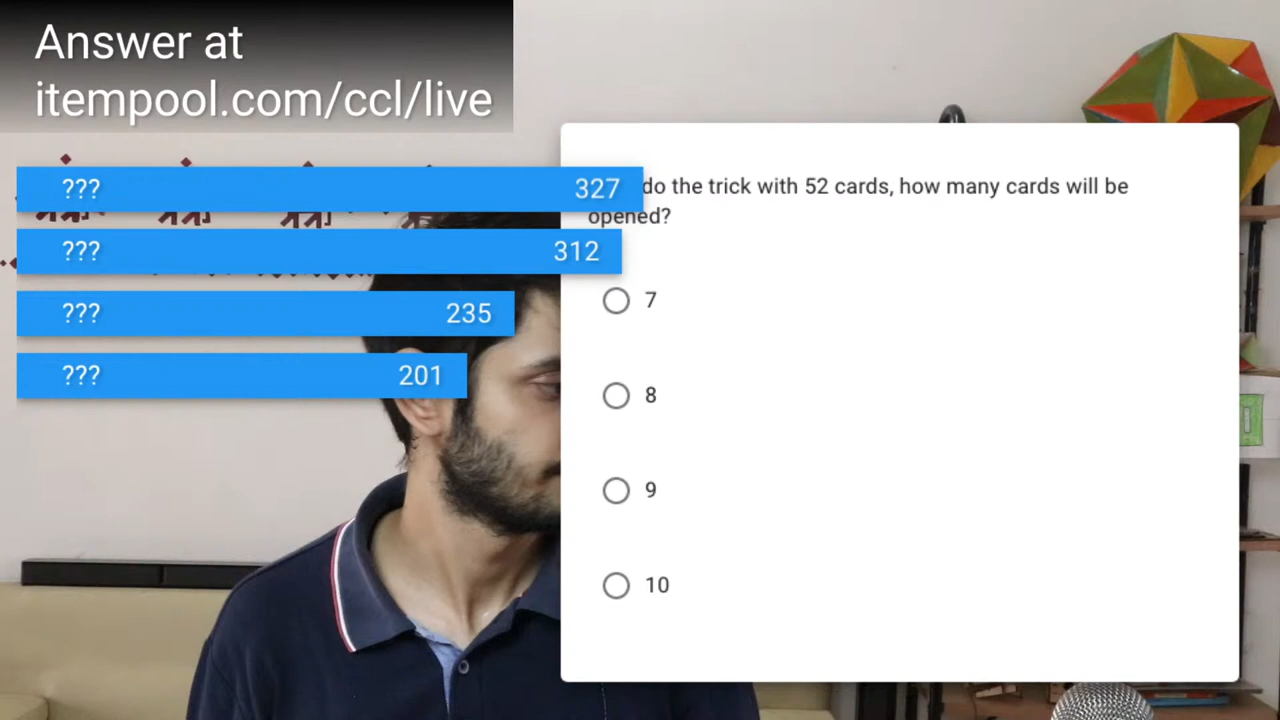 Answer at
itempool.com/ccl/live
??? 327
??? 312
??? 235
??? 201
do the trick with 52 cards, how many cards will be
opened?
7
8
9
10